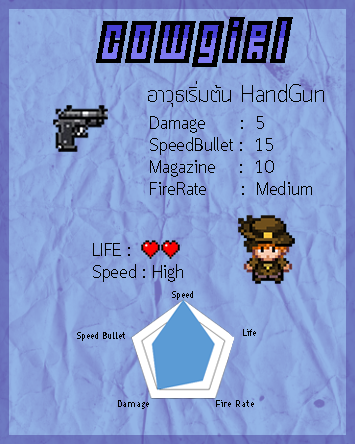 COWGIRL
อาวุธเริ่มต้น HandGun
Damage : 5
SpeedBullet : 15
Magazine : 10
FireRate : Medium
LIFE :
Speed : High
Speed
Speed Bullet
Life
Damage
Fire Rate